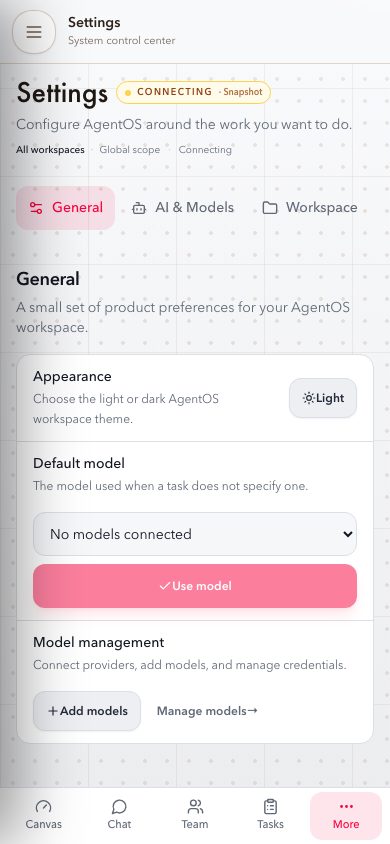 Settings
System control center
Settings
CONNECTING · Snapshot
Configure AgentOS around the work you want to do.
All workspaces · Global scope · Connecting
General
AI & Models
Workspace
General
A small set of product preferences for your AgentOS
workspace.
Appearance
Choose the light or dark AgentOS
workspace theme.
Light
Default model
The model used when a task does not specify one.
No models connected
Use model
Model management
Connect providers, add models, and manage credentials.
+Add models
Manage models→
Canvas
Chat
Team
Tasks
More